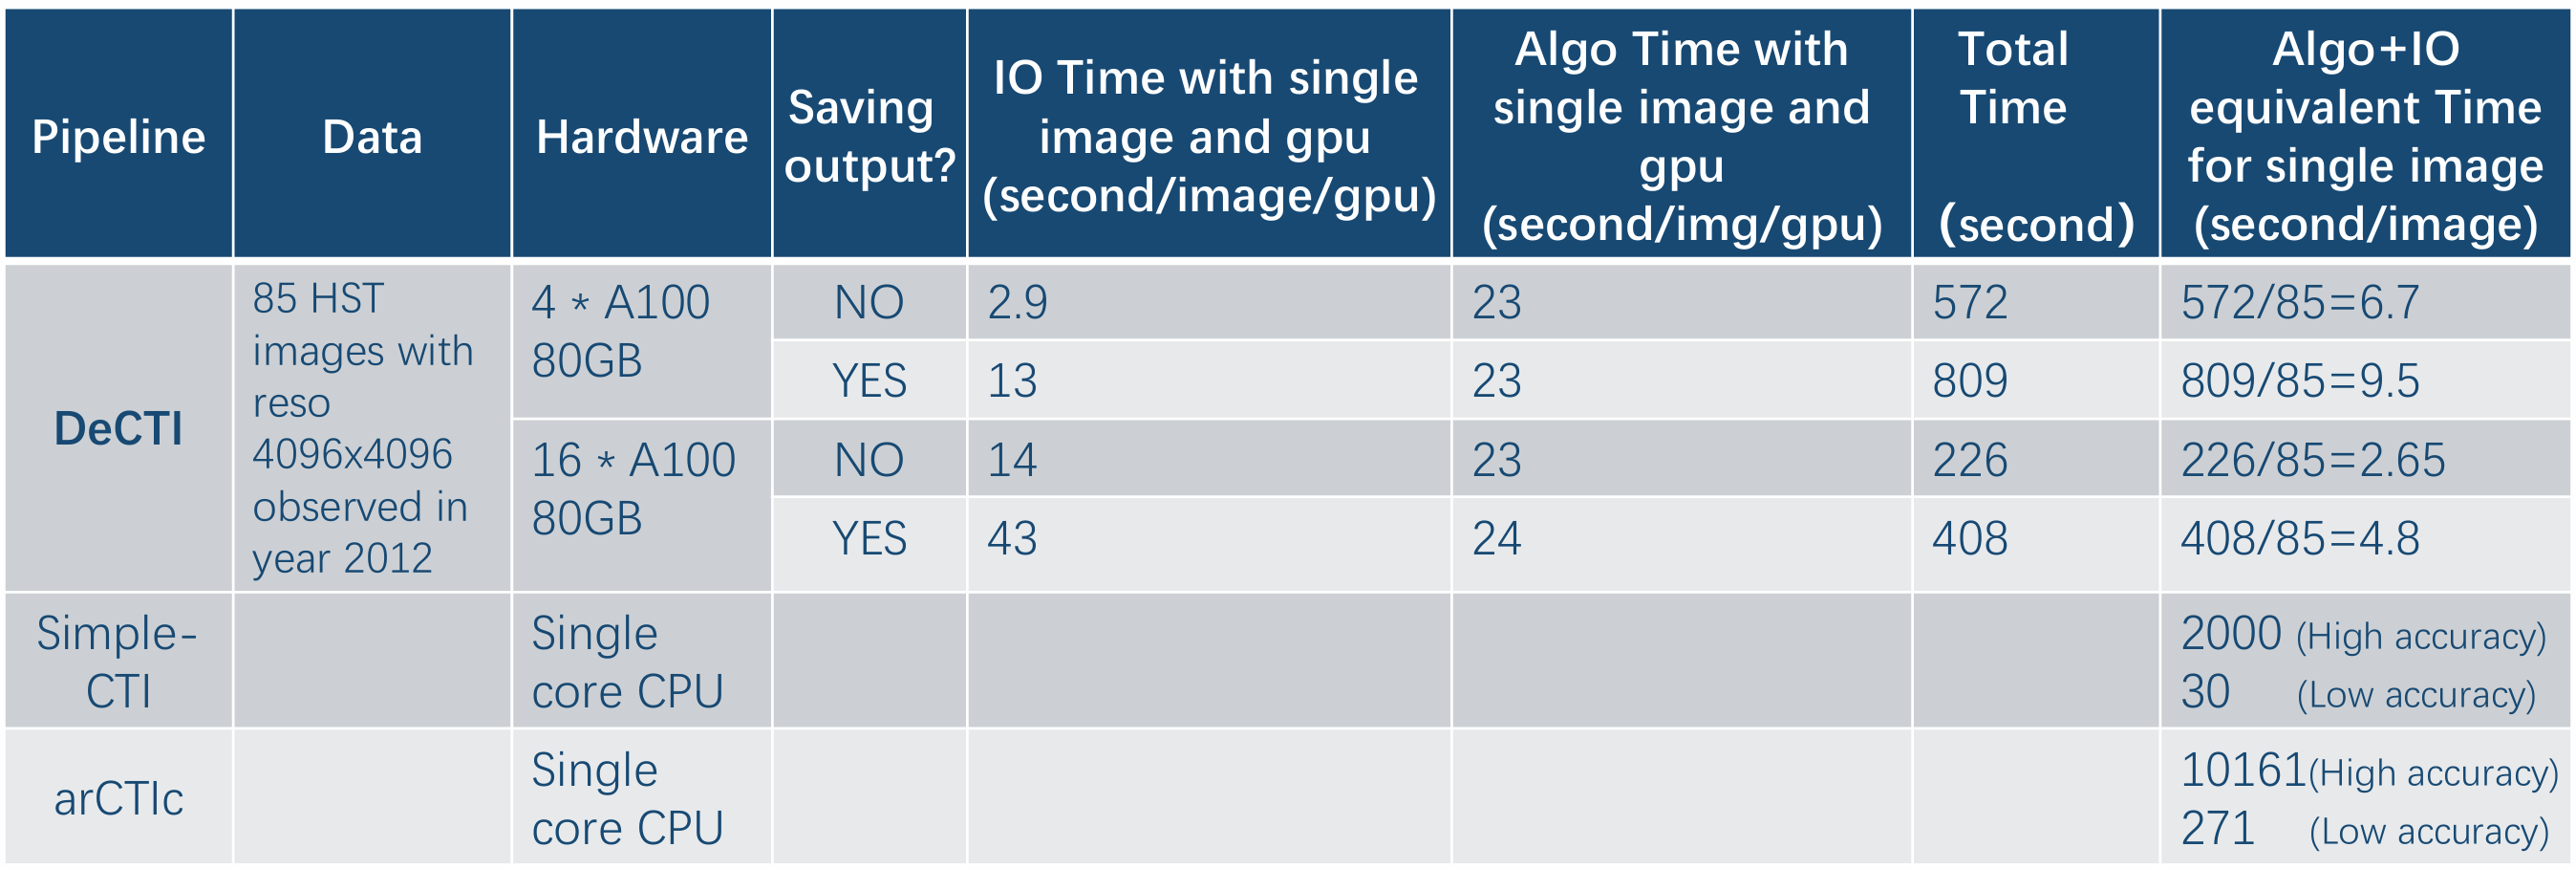 Pipeline
Data
Hardware
Saving
output?
IO Time with single
image and gpu
(second/image/gpu)
Algo Time with
single image and
gpu
(second/img/gpu)
Total
Time
(second)
Algo+IO
equivalent Time
for single image
(second/image)
DeCTI
85 HST
images with
reso
4096x4096
observed in
year 2012
4 * A100
80GB
NO
2.9
23
572
572/85=6.7
YES
13
23
809
809/85=9.5
16 * A100
80GB
NO
14
23
226
226/85=2.65
YES
43
24
408
408/85=4.8
Simple-
CTI
Single
core CPU
2000 (High accuracy)
30 (Low accuracy)
arCTIc
Single
core CPU
10161(High accuracy)
271 (Low accuracy)